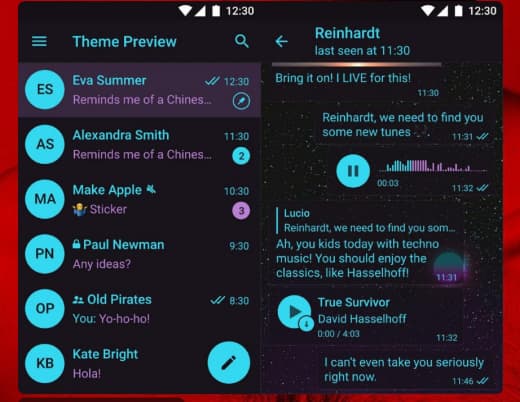 12:30
Theme Preview
ES
Eva Summer
12:30
Reminds me of a Chines...
AS
Alexandra Smith
11:30
Reminds me of a Chines...
2
MA
Make Apple
10:30
Sticker
3
PN
Paul Newman
9:30
Any ideas?
OP
Old Pirates
8:30
You: Yo-ho-ho!
KB
Kate Bright
Hola!
12:30
Reinhardt
last seen at 11:30
Bring it on! I LIVE for this!
11:30
Reinhardt, we need to find you
some new tunes
11:31
00:03
11:32
Lucio
Reinhardt, we need to find you som...
Ah, you kids today with techno
music! You should enjoy the
classics, like Hasselhoff!
11:31
True Survivor
David Hasselhoff
0:00 / 4:03
11:32
I can't even take you seriously
right now.
11:46